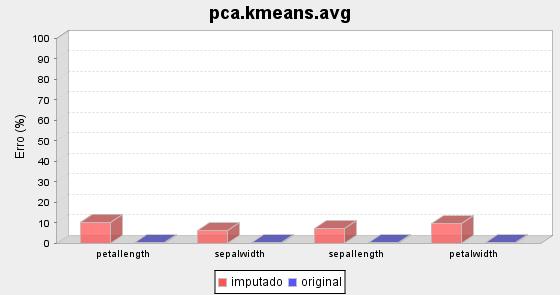 pca.kmeans.avg
Erro (%)
100
90
80
70
60
50
40
30
20
10
0
petallength sepalwidth sepallength petalwidth
imputado original